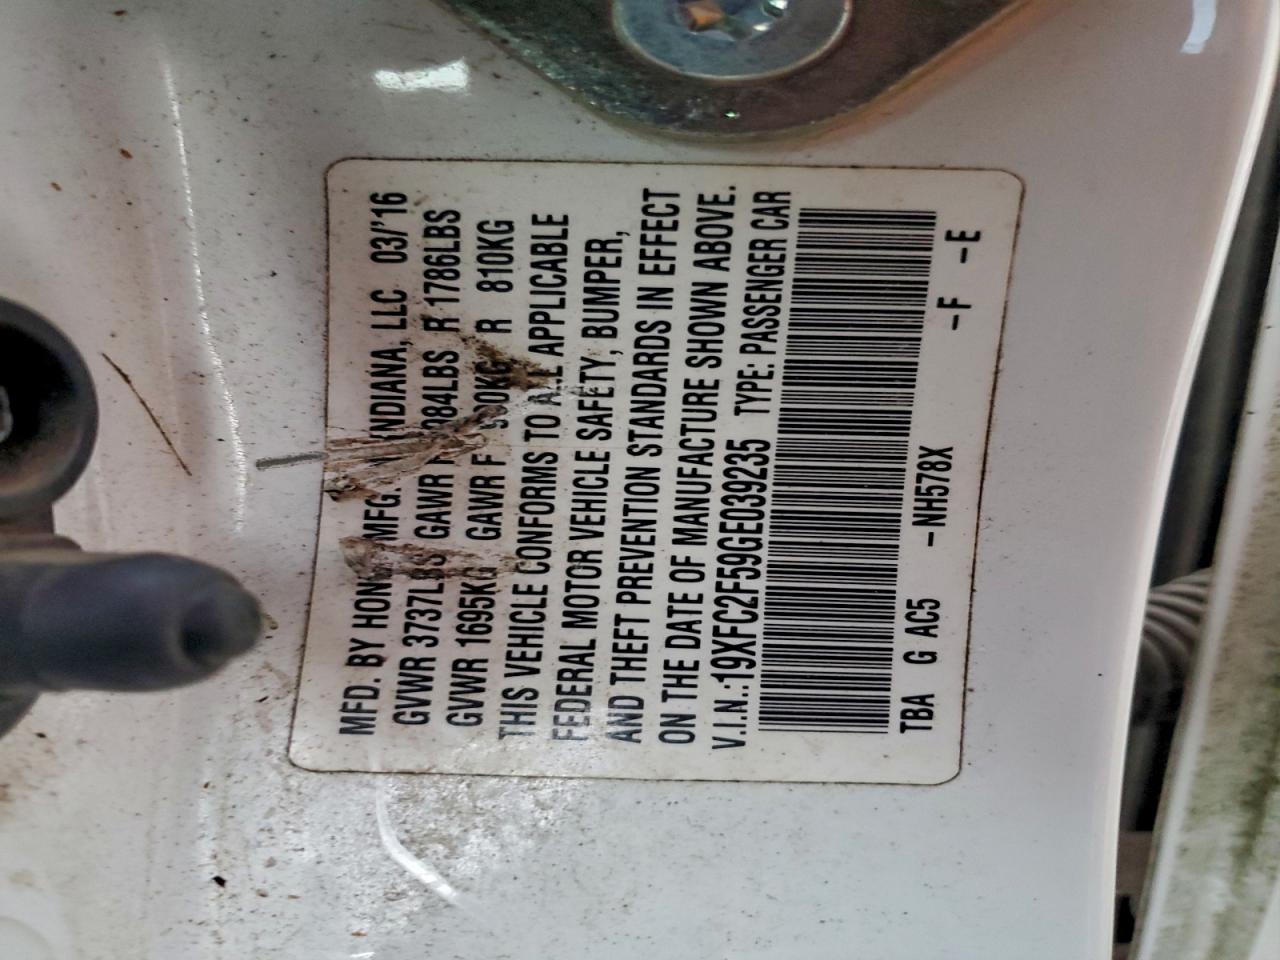 MFD. BY MFG. INDIANA, LLC 03/'16
GVWR 3737LBS GAWR R 1786LBS
GVWR 1695KG GAWR F R 810KG
THIS VEHICLE CONFORMS TO ALL APPLICABLE
FEDERAL MOTOR VEHICLE SAFETY, BUMPER,
AND THEFT PREVENTION STANDARDS IN EFFECT
ON THE DATE OF MANUFACTURE SHOWN ABOVE.
V.I.N.:19XFC2F59GE039235 TYPE: PASSENGER CAR
TBA G AC5 -NH578X -F -E